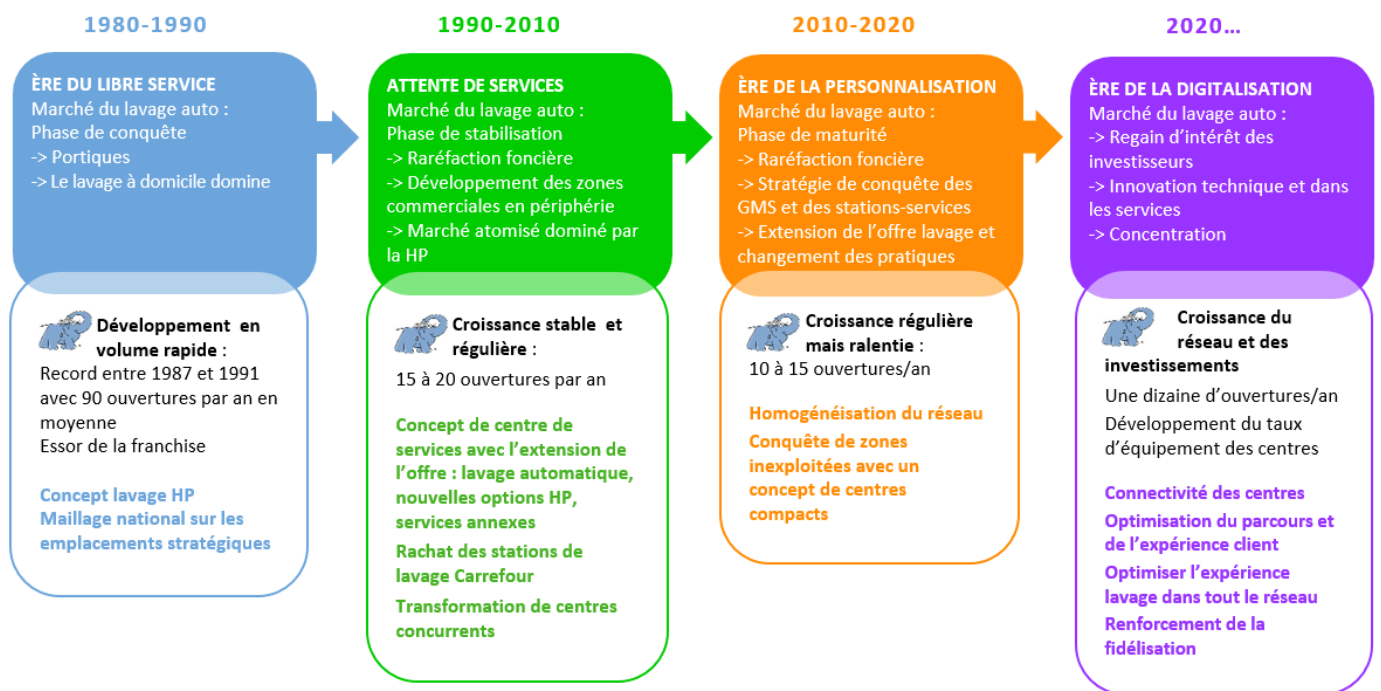 1980-1990
ÈRE DU LIBRE SERVICE
Marché du lavage auto :
Phase de conquête
-> Portiques
-> Le lavage à domicile domine
Développement en
volume rapide :
Record entre 1987 et 1991
avec 90 ouvertures par an en
moyenne
Essor de la franchise
Concept lavage HP
Maillage national sur les
emplacements stratégiques
1990-2010
ATTENTE DE SERVICES
Marché du lavage auto :
Phase de stabilisation
-> Raréfaction foncière
-> Développement des zones
commerciales en périphérie
-> Marché atomisé dominé par
la HP
Croissance stable et
régulière :
15 à 20 ouvertures par an
Concept de centre de
services avec l’extension de
l’offre : lavage automatique,
nouvelles options HP,
services annexes
Rachat des stations de
lavage Carrefour
Transformation de centres
concurrents
2010-2020
ÈRE DE LA PERSONNALISATION
Marché du lavage auto :
Phase de maturité
-> Raréfaction foncière
-> Stratégie de conquête des
GMS et des stations-services
-> Extension de l’offre lavage et
changement des pratiques
Croissance régulière
mais ralentie :
10 à 15 ouvertures/an
Homogénéisation du réseau
Conquête de zones
inexploitées avec un
concept de centres
compacts
2020…
ÈRE DE LA DIGITALISATION
Marché du lavage auto :
-> Regain d’intérêt des
investisseurs
-> Innovation technique et dans
les services
-> Concentration
Croissance du
réseau et des
investissements
Une dizaine d’ouvertures/an
Développement du taux
d’équipement des centres
Connectivité des centres
Optimisation du parcours et
de l’expérience client
Optimiser l’expérience
lavage dans tout le réseau
Renforcement de la
fidélisation